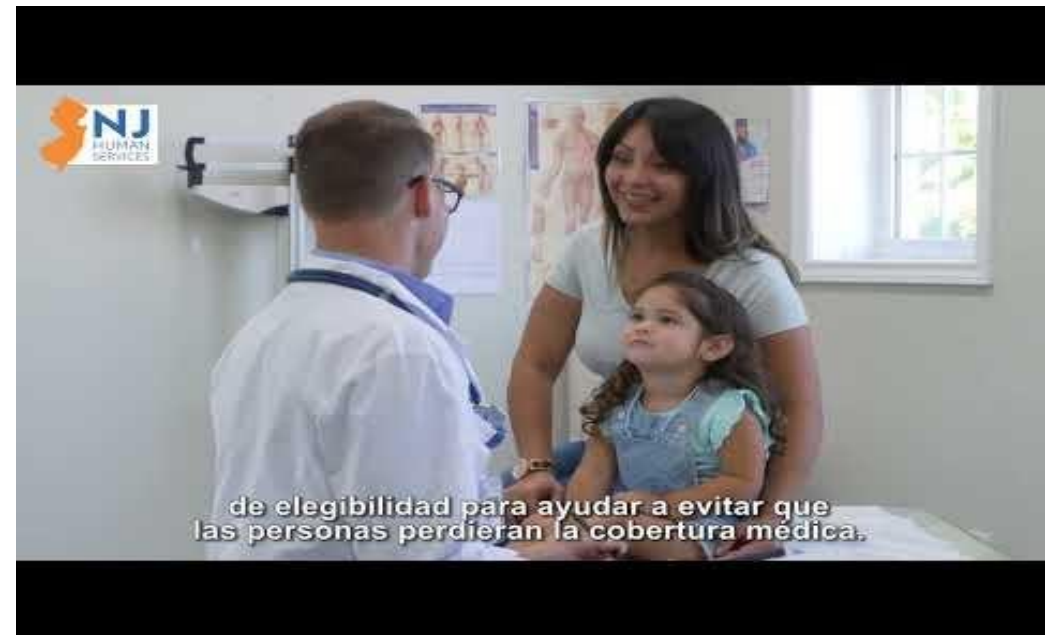 NJ
HUMAN
SERVICES
de elegibilidad para ayudar a evitar que
las personas perdieran la cobertura médica.